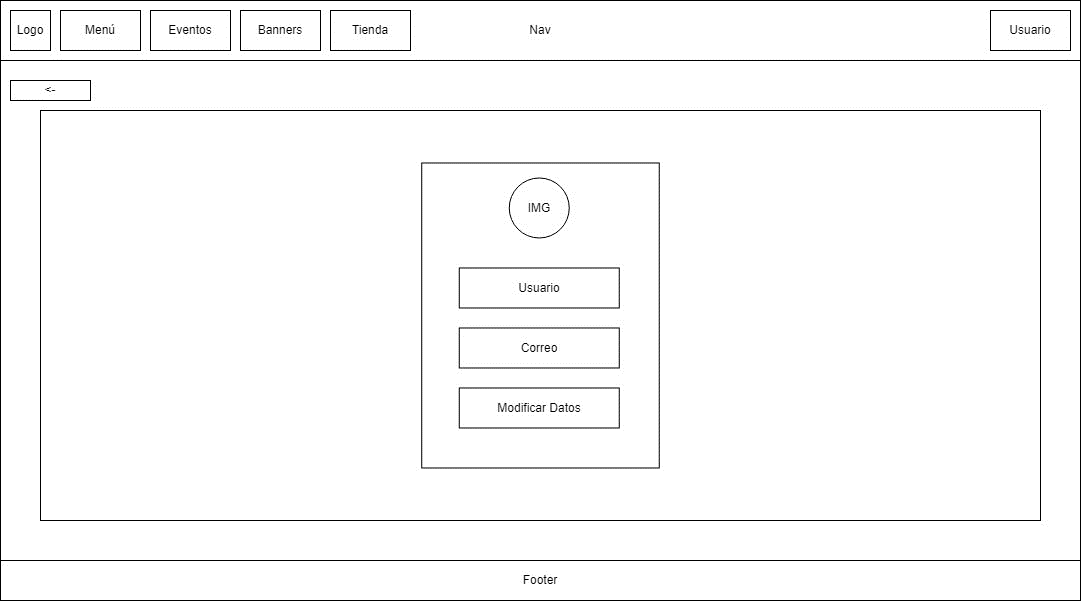 Logo
Menú
Eventos
Banners
Tienda
Nav
Usuario
<-
IMG
Usuario
Correo
Modificar Datos
Footer